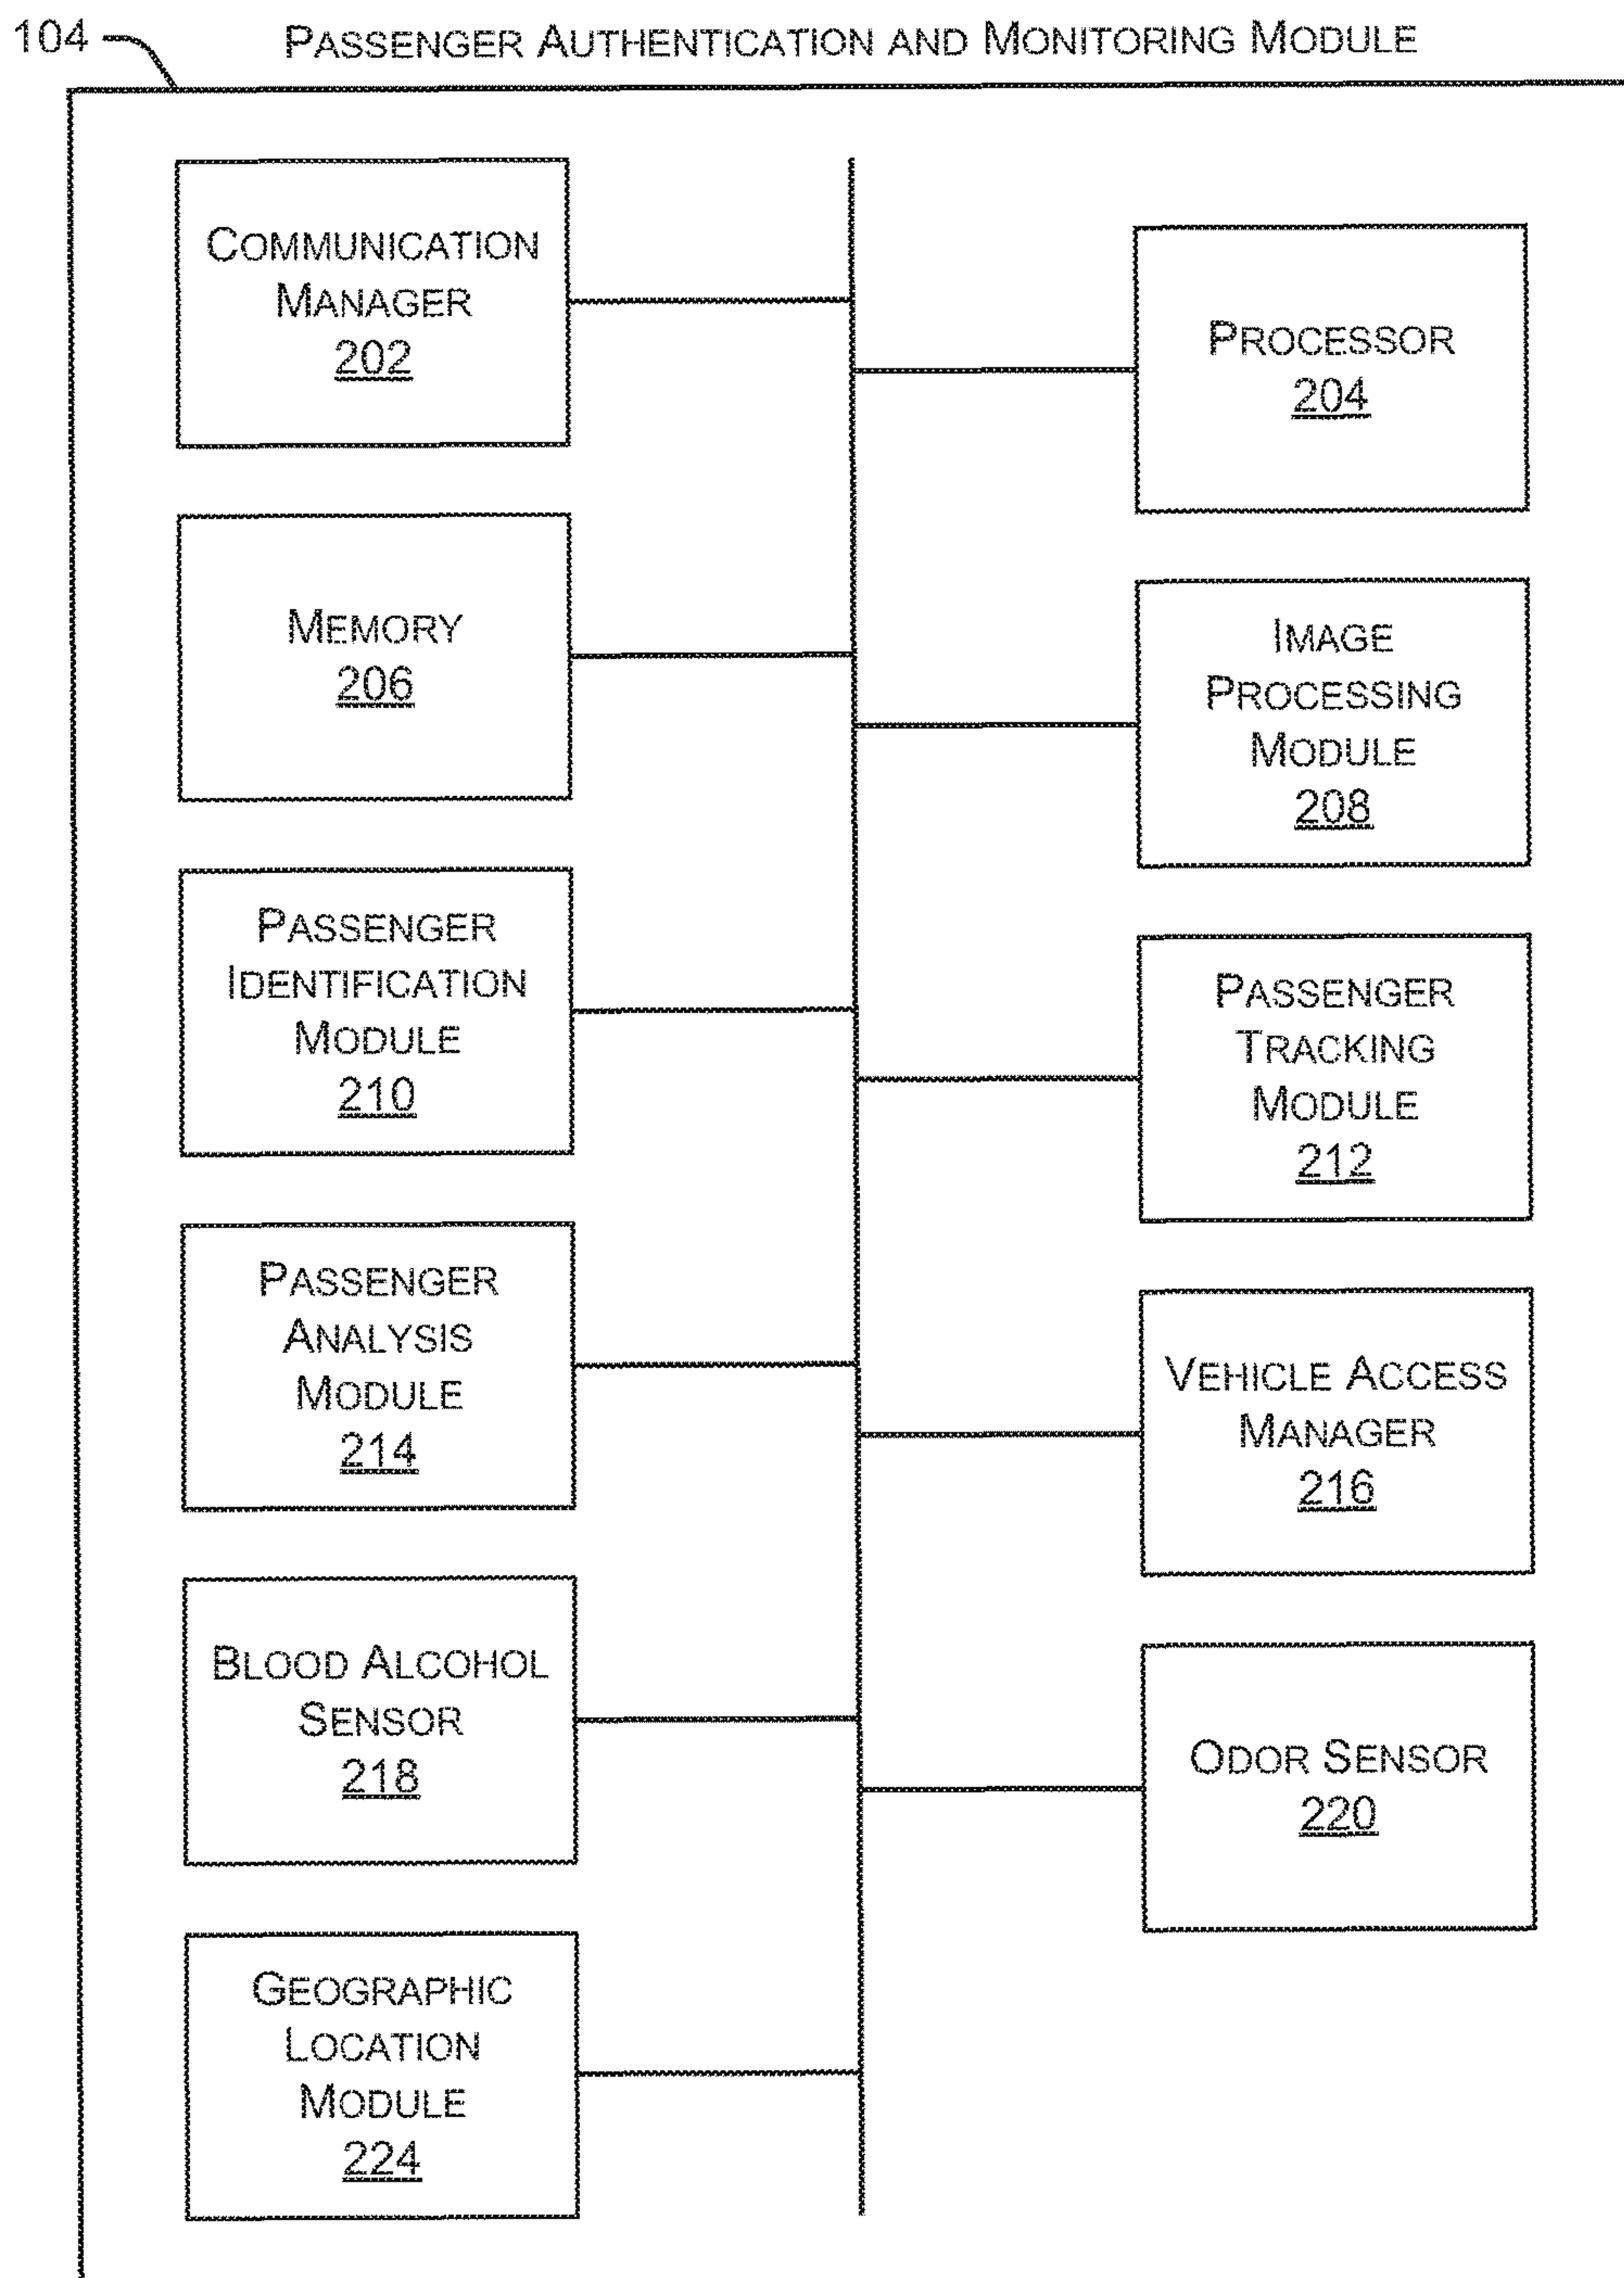 104
PASSENGER AUTHENTICATION AND MONITORING MODULE
COMMUNICATION
MANAGER
202
PROCESSOR
204
MEMORY
206
IMAGE
PROCESSING
MODULE
208
PASSENGER
IDENTIFICATION
MODULE
210
PASSENGER
TRACKING
MODULE
212
PASSENGER
ANALYSIS
MODULE
214
VEHICLE ACCESS
MANAGER
216
BLOOD ALCOHOL
SENSOR
218
ODOR SENSOR
220
GEOGRAPHIC
LOCATION
MODULE
224